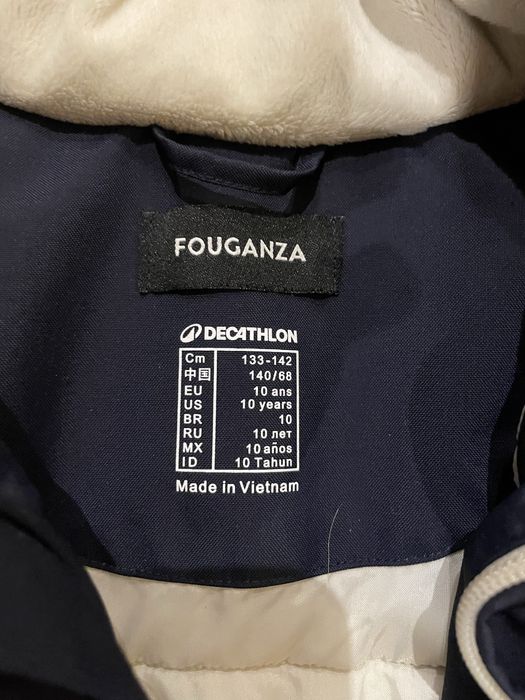 FOUGANZA
DECATHLON
Cm 133-142
中国 140/68
EU 10 ans
US 10 years
BR 10
RU 10 лет
MX 10 años
ID 10 Tahun
Made in Vietnam